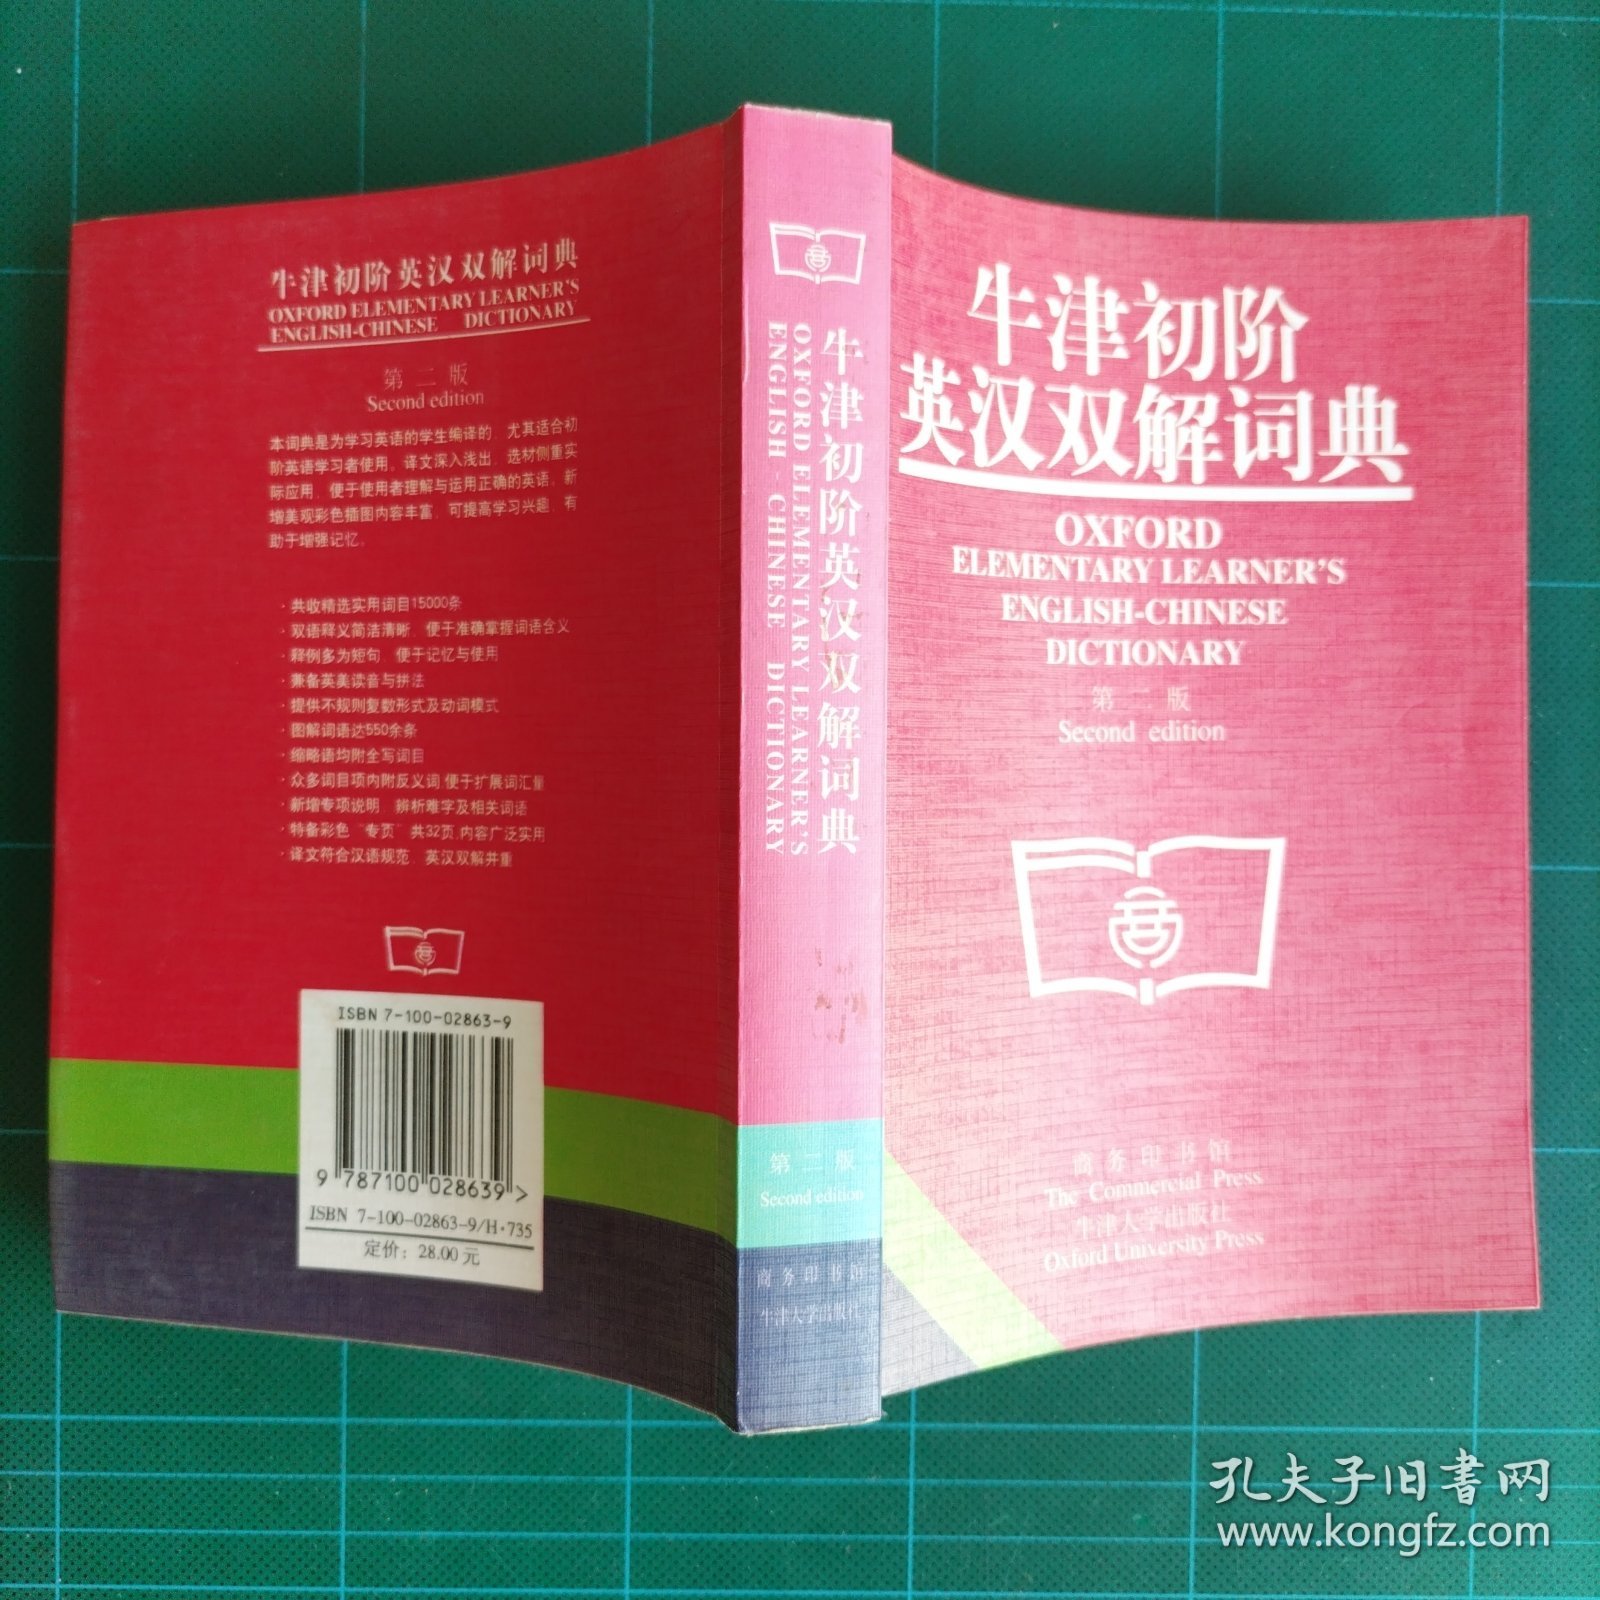 牛津初阶英汉双解词典
OXFORD ELEMENTARY LEARNER'S
ENGLISH-CHINESE DICTIONARY
第二版
Second edition
本词典是为学习英语的学生编译的，尤其适合初
阶英语学习者使用。译文深入浅出，选材侧重实
际应用，便于使用者理解与运用正确的英语。新
增美观彩色插图内容丰富，可提高学习兴趣，有
助于增强记忆。
·共收精选实用词目15000条
·双语释义简洁清晰，便于准确掌握词语含义
·释例多为短句，便于记忆与使用
·兼备英美读音与拼法
·提供不规则复数形式及动词模式
·图解词语达550余条
·缩略语均附全写词目
·众多词目项内附反义词,便于扩展词汇量
·新增专项说明，辨析难字及相关词语
·特备彩色“专页”共32页,内容广泛实用
·译文符合汉语规范，英汉双解并重
ISBN 7-100-02863-9
9 787100 028639 >
ISBN 7-100-02863-9/H·735
定价：28.00元
牛津初阶英汉双解词典
OXFORD ELEMENTARY LEARNER'S
ENGLISH-CHINESE DICTIONARY
第二版
Second edition
商务印书馆
牛津大学出版社
牛津初阶
英汉双解词典
OXFORD
ELEMENTARY LEARNER'S
ENGLISH-CHINESE
DICTIONARY
第二版
Second edition
商务印书馆
The Commercial Press
牛津大学出版社
Oxford University Press
孔夫子旧书网
www.kongfz.com